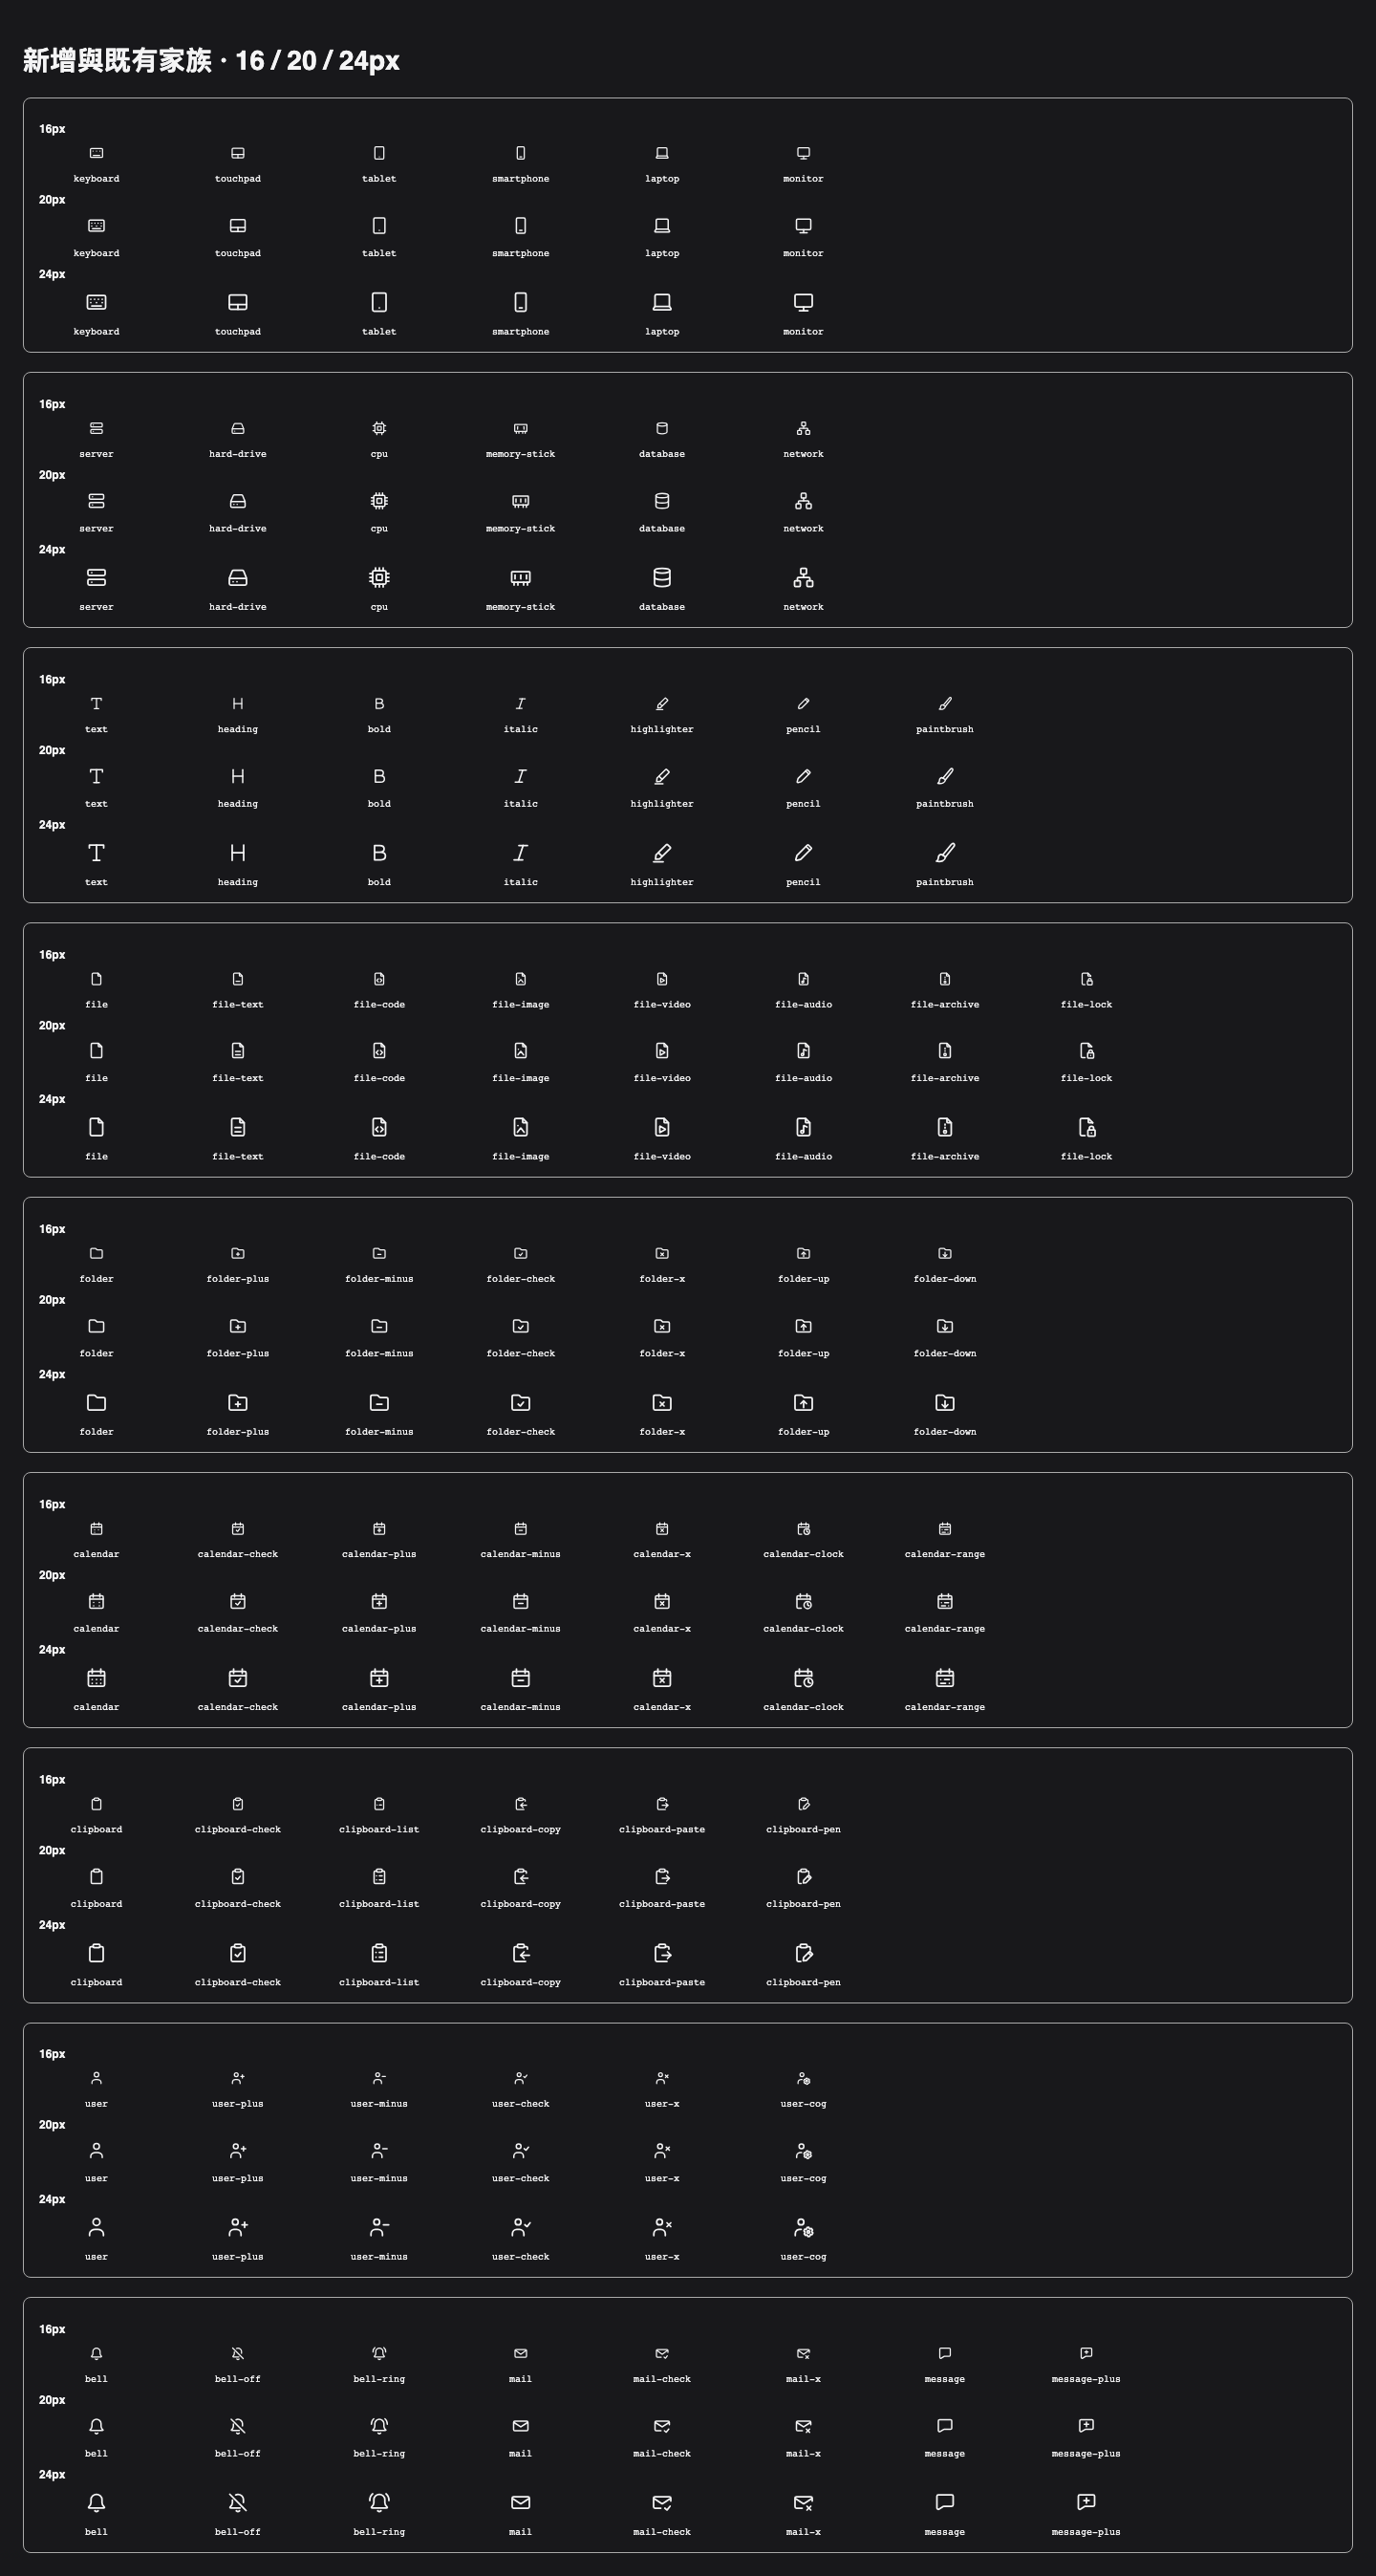 新增與既有家族 · 16 / 20 / 24px
16px
keyboard touchpad tablet smartphone laptop monitor
20px
keyboard touchpad tablet smartphone laptop monitor
24px
keyboard touchpad tablet smartphone laptop monitor
16px
server hard-drive cpu memory-stick database network
20px
server hard-drive cpu memory-stick database network
24px
server hard-drive cpu memory-stick database network
16px
text heading bold italic highlighter pencil paintbrush
20px
text heading bold italic highlighter pencil paintbrush
24px
text heading bold italic highlighter pencil paintbrush
16px
file file-text file-code file-image file-video file-audio file-archive file-lock
20px
file file-text file-code file-image file-video file-audio file-archive file-lock
24px
file file-text file-code file-image file-video file-audio file-archive file-lock
16px
folder folder-plus folder-minus folder-check folder-x folder-up folder-down
20px
folder folder-plus folder-minus folder-check folder-x folder-up folder-down
24px
folder folder-plus folder-minus folder-check folder-x folder-up folder-down
16px
calendar calendar-check calendar-plus calendar-minus calendar-x calendar-clock calendar-range
20px
calendar calendar-check calendar-plus calendar-minus calendar-x calendar-clock calendar-range
24px
calendar calendar-check calendar-plus calendar-minus calendar-x calendar-clock calendar-range
16px
clipboard clipboard-check clipboard-list clipboard-copy clipboard-paste clipboard-pen
20px
clipboard clipboard-check clipboard-list clipboard-copy clipboard-paste clipboard-pen
24px
clipboard clipboard-check clipboard-list clipboard-copy clipboard-paste clipboard-pen
16px
user user-plus user-minus user-check user-x user-cog
20px
user user-plus user-minus user-check user-x user-cog
24px
user user-plus user-minus user-check user-x user-cog
16px
bell bell-off bell-ring mail mail-check mail-x message message-plus
20px
bell bell-off bell-ring mail mail-check mail-x message message-plus
24px
bell bell-off bell-ring mail mail-check mail-x message message-plus